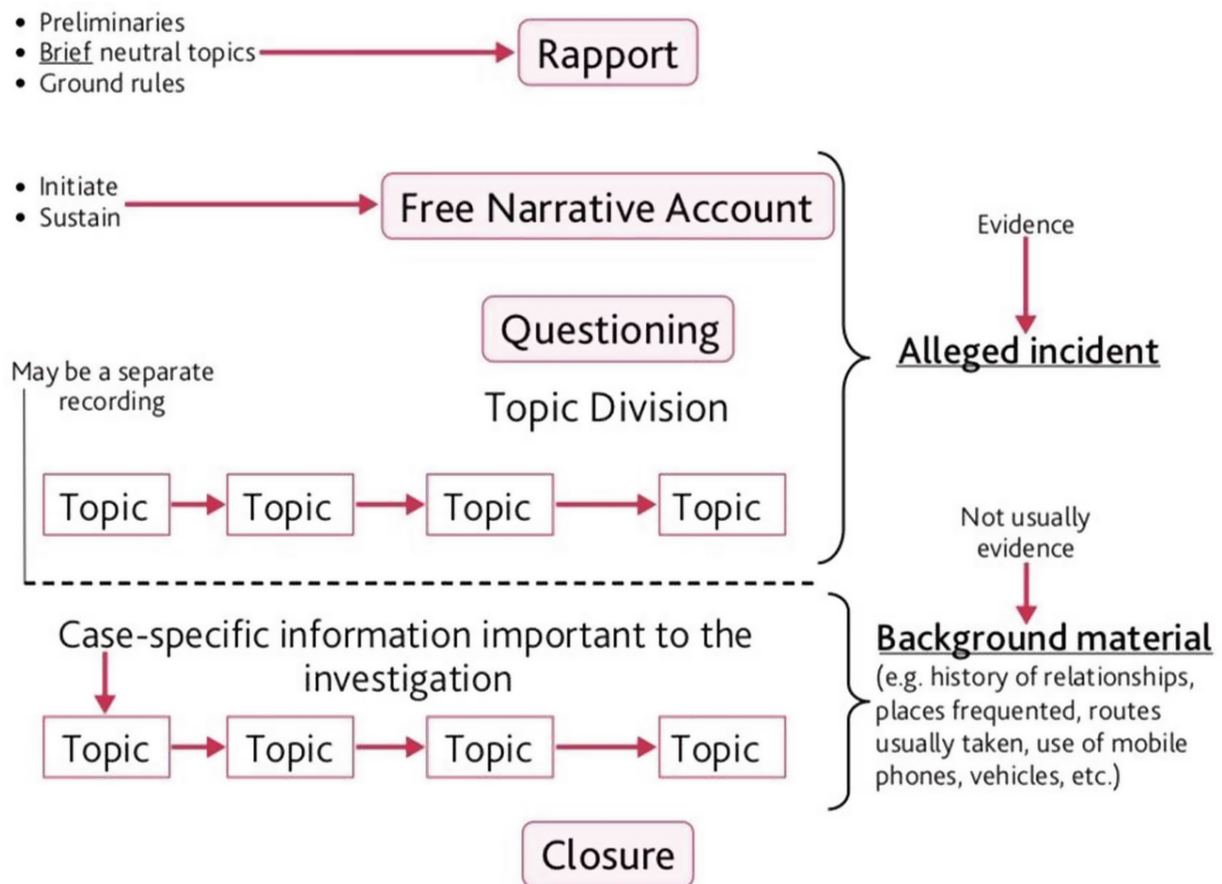 • Preliminaries
• Brief neutral topics
• Ground rules
Rapport
• Initiate
• Sustain
Free Narrative Account
Evidence
Alleged incident
Questioning
May be a separate
recording
Topic Division
Topic Topic Topic Topic
Not usually
evidence
Case-specific information important to the
investigation
Background material
(e.g. history of relationships,
places frequented, routes
usually taken, use of mobile
phones, vehicles, etc.)
Topic Topic Topic Topic
Closure